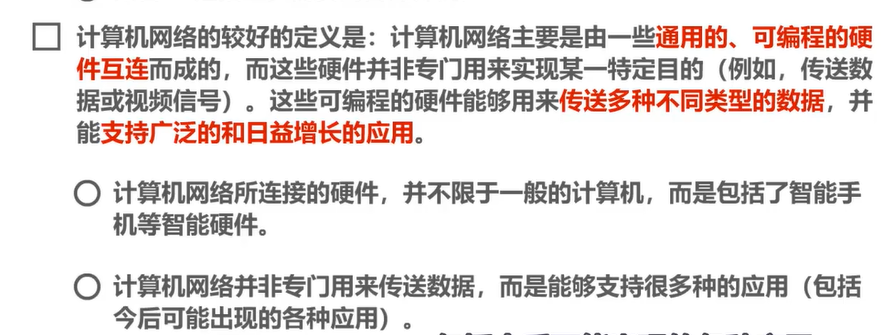 计算机网络的较好的定义是：计算机网络主要是由一些通用的、可编程的硬
件互连而成的，而这些硬件并非专门用来实现某一特定目的（例如，传送数
据或视频信号）。这些可编程的硬件能够用来传送多种不同类型的数据，并
能支持广泛的和日益增长的应用。
计算机网络所连接的硬件，并不限于一般的计算机，而是包括了智能手
机等智能硬件。
计算机网络并非专门用来传送数据，而是能够支持很多种的应用（包括
今后可能出现的各种应用）。